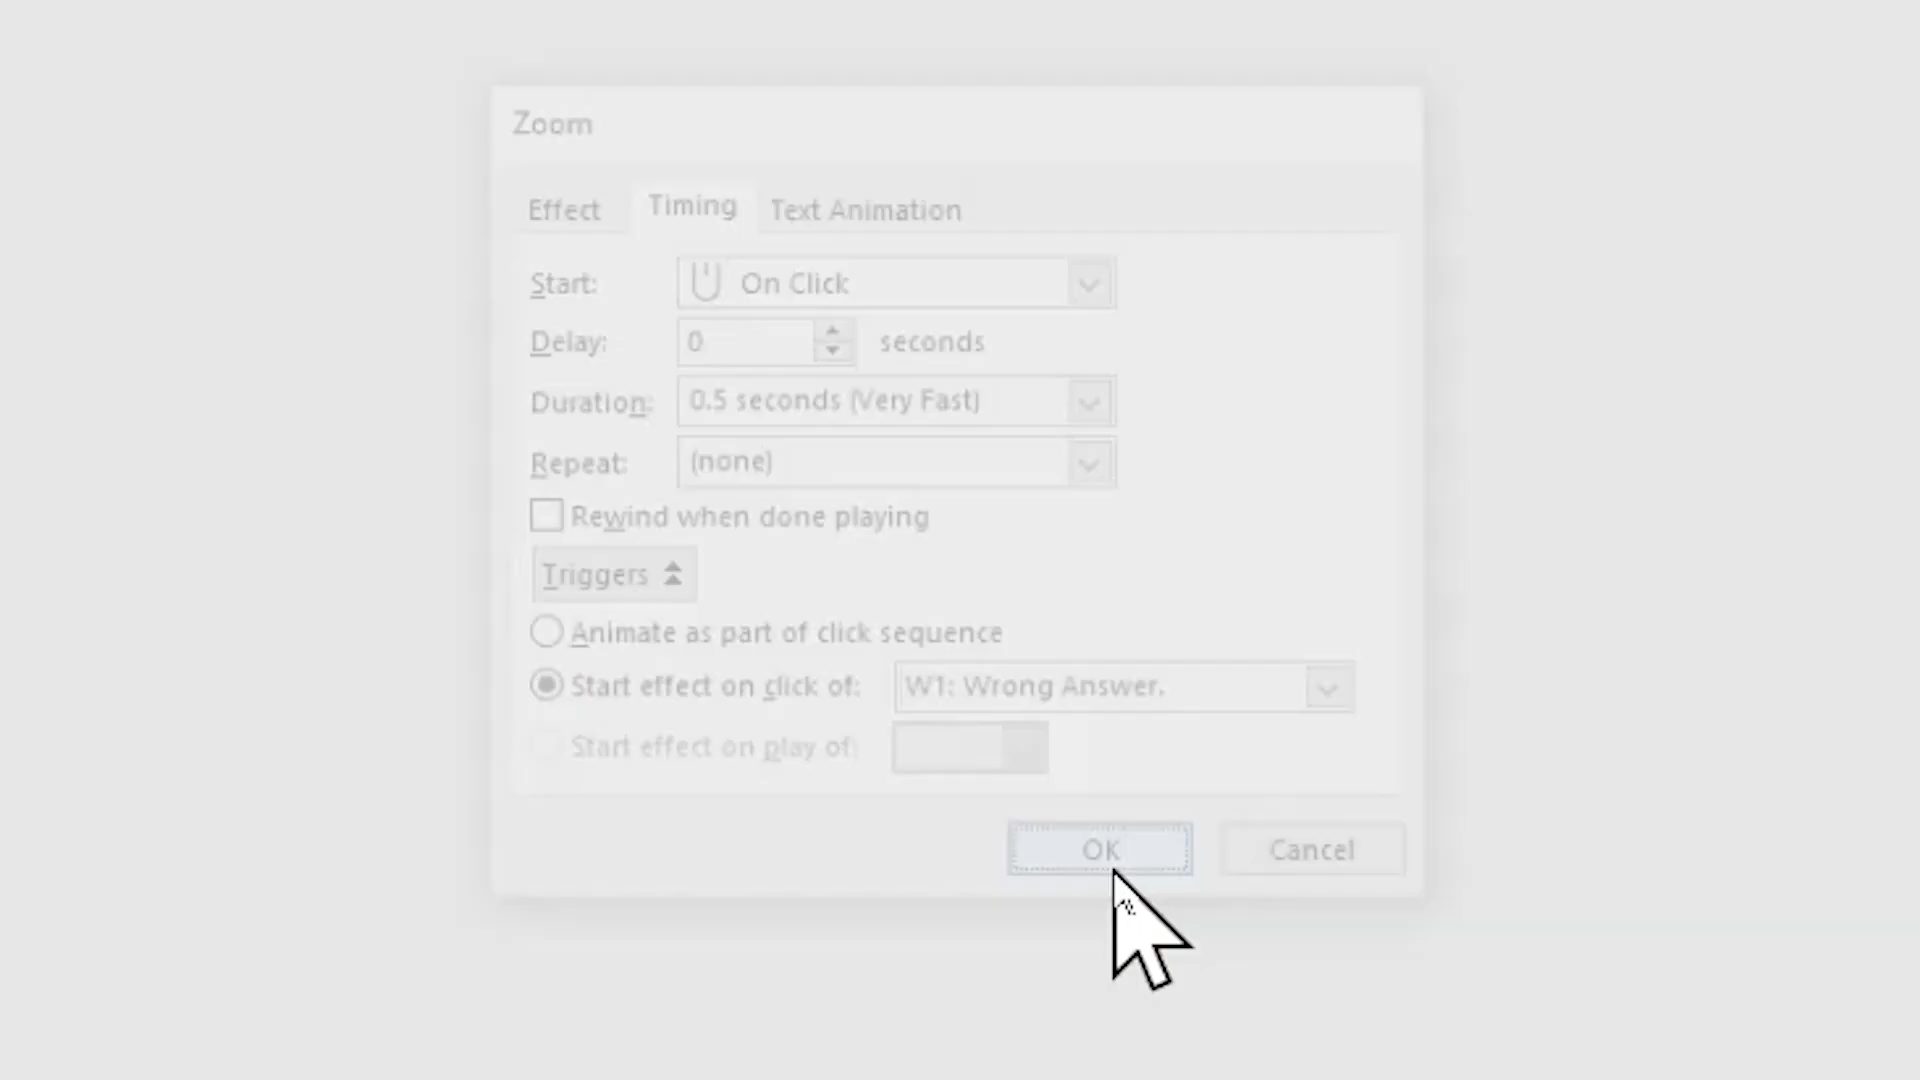 Zoom
Effect Timing Text Animation
Start: On Click
Delay: 0 seconds
Duration: 0.5 seconds (Very Fast)
Repeat: (none)
Rewind when done playing
Triggers
Animate as part of click sequence
Start effect on click of: W1: Wrong Answer.
Start effect on play of:
OK Cancel